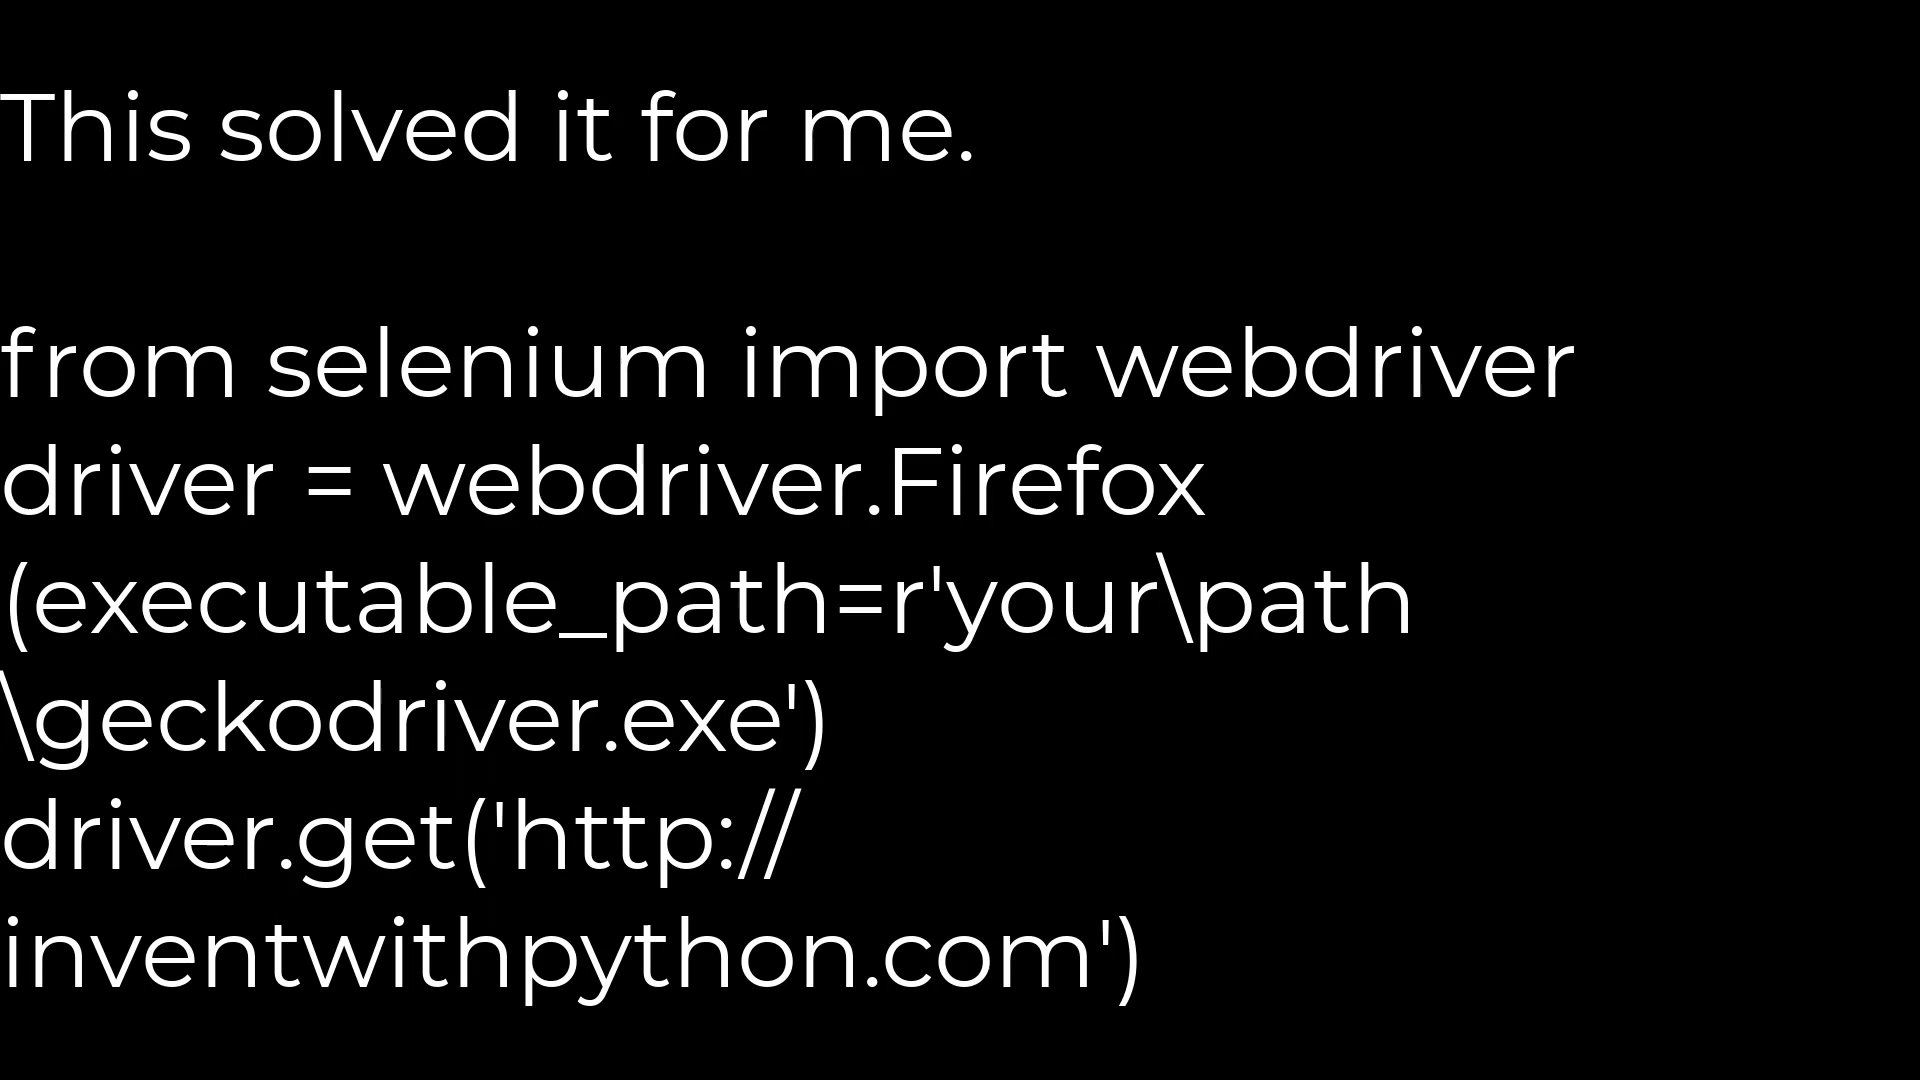 This solved it for me.
from selenium import webdriver
driver = webdriver.Firefox
(executable_path=r'your\path
\geckodriver.exe')
driver.get('http://
inventwithpython.com')